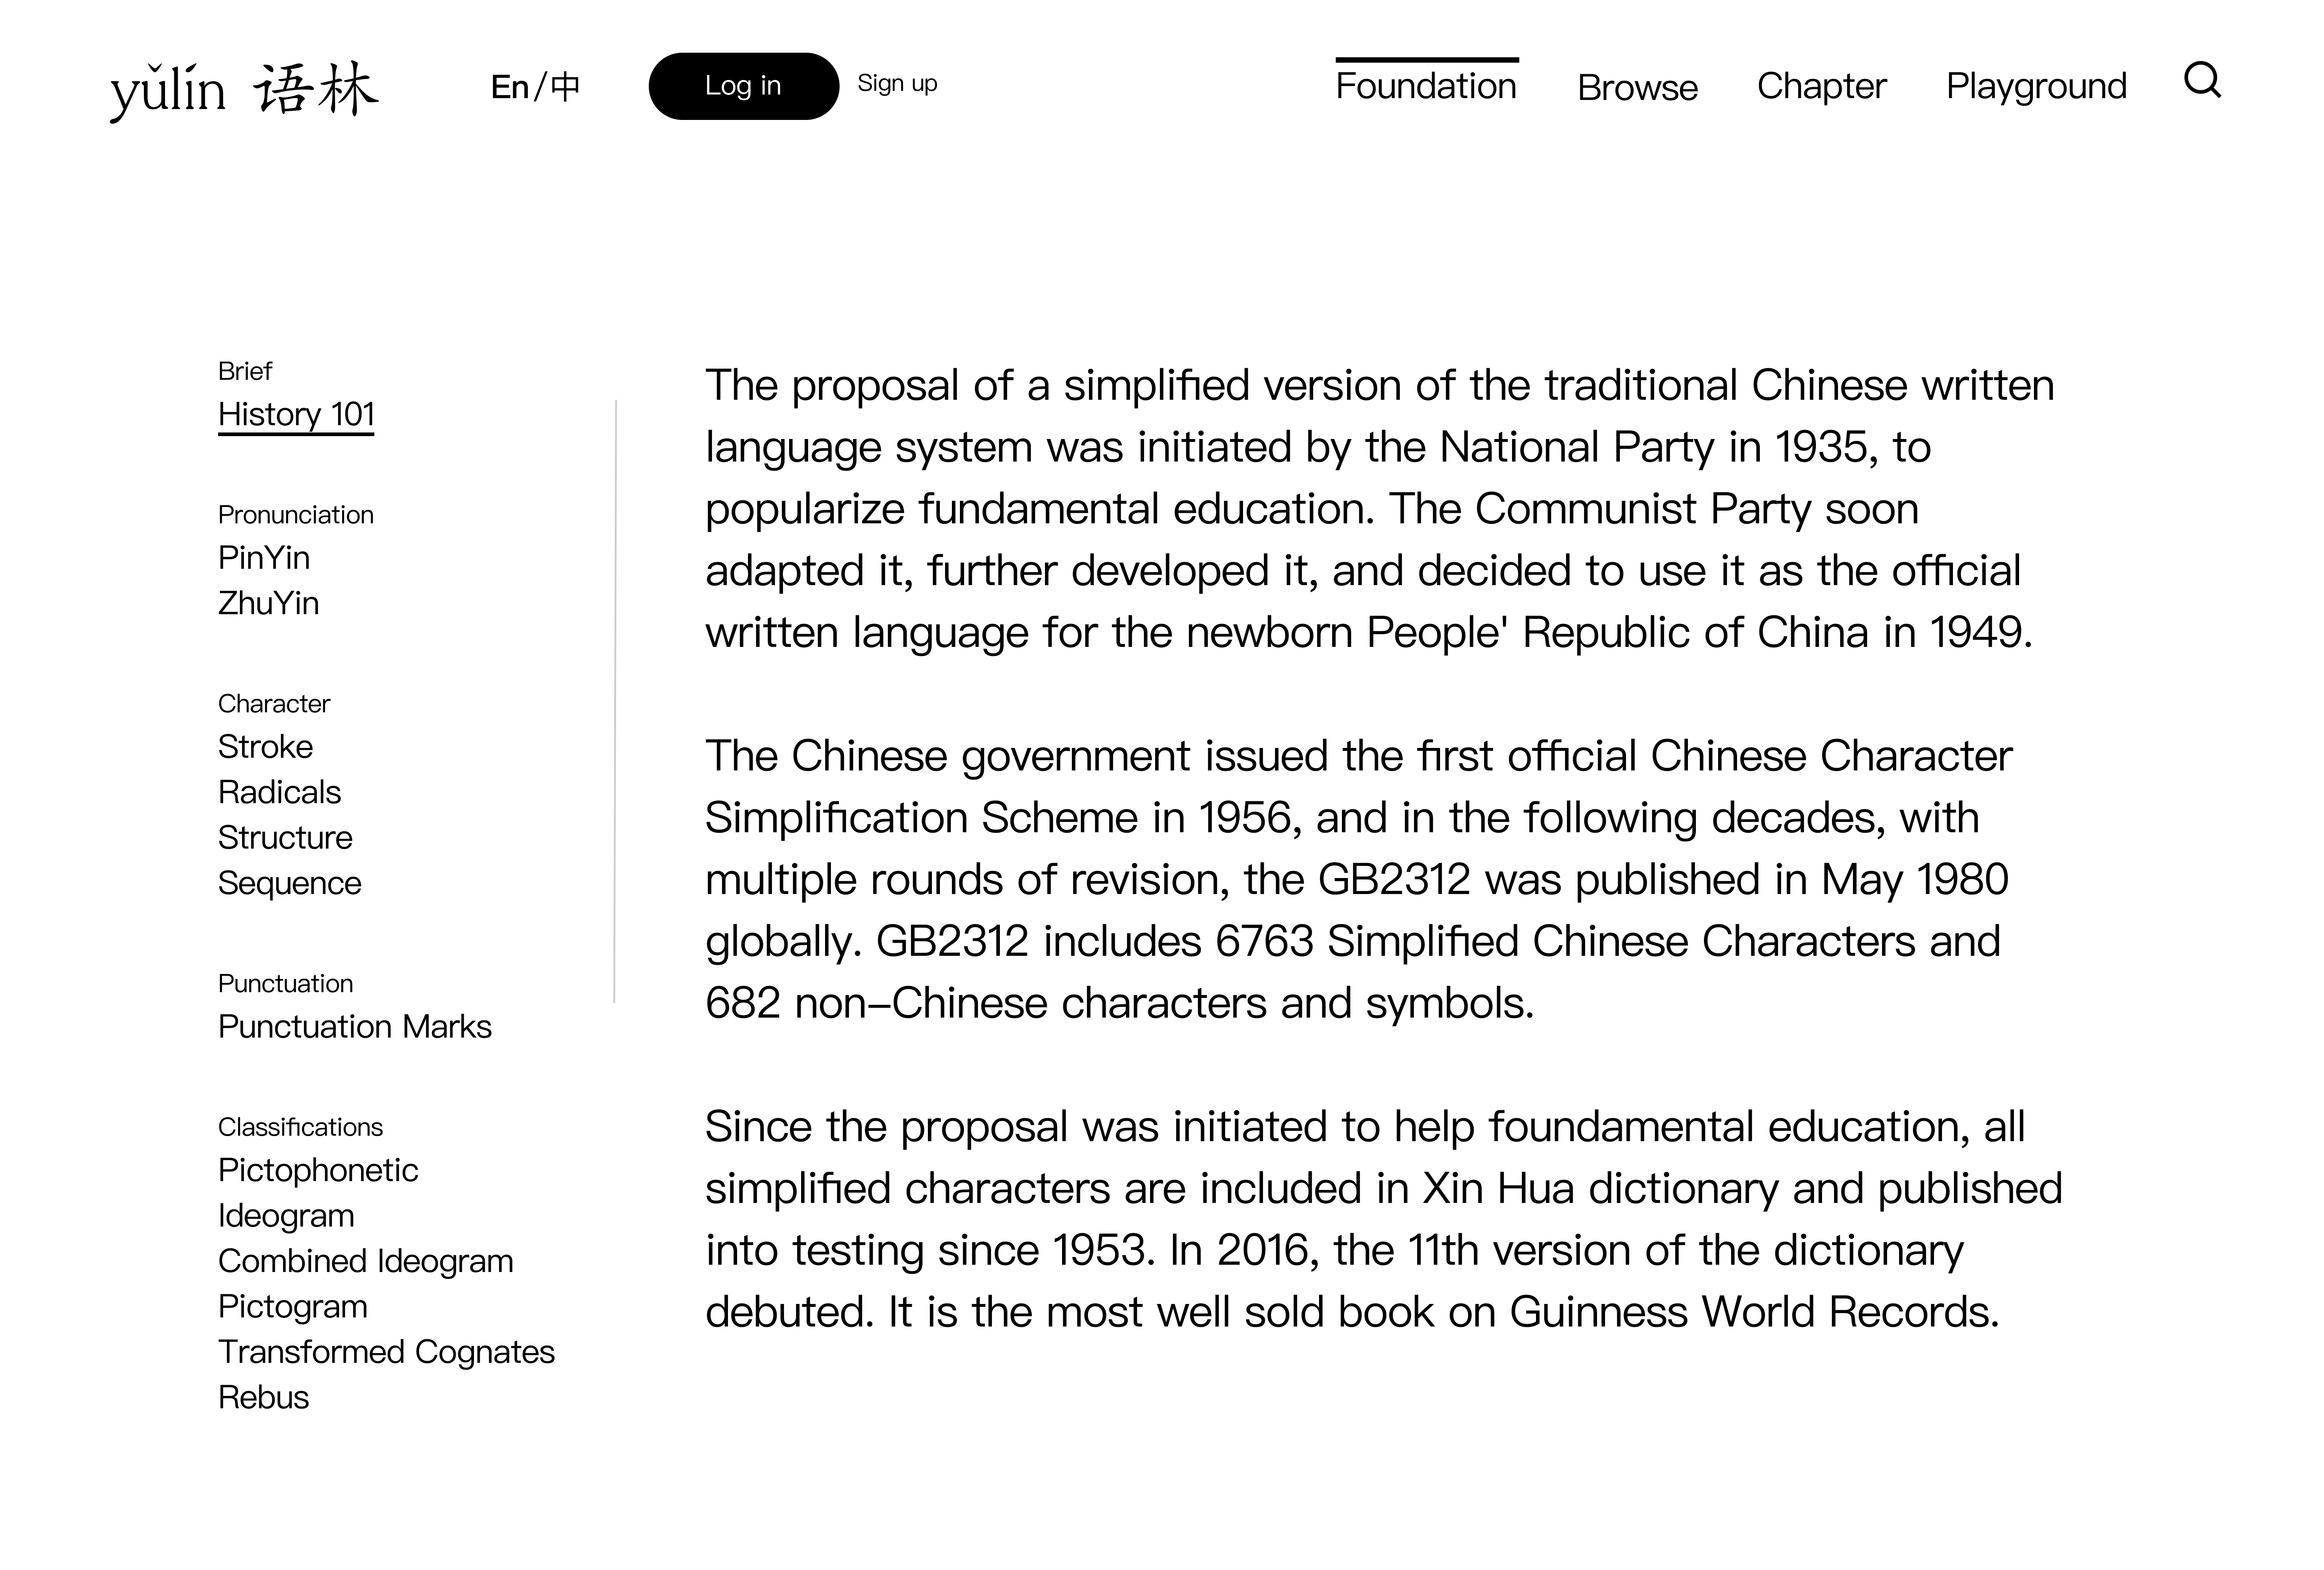 yǔlín 语林
En/中
Log in
Sign up
Foundation
Browse
Chapter
Playground
Brief
History 101
Pronunciation
PinYin
ZhuYin
Character
Stroke
Radicals
Structure
Sequence
Punctuation
Punctuation Marks
Classifications
Pictophonetic
Ideogram
Combined Ideogram
Pictogram
Transformed Cognates
Rebus
The proposal of a simplified version of the traditional Chinese written
language system was initiated by the National Party in 1935, to
popularize fundamental education. The Communist Party soon
adapted it, further developed it, and decided to use it as the official
written language for the newborn People' Republic of China in 1949.
The Chinese government issued the first official Chinese Character
Simplification Scheme in 1956, and in the following decades, with
multiple rounds of revision, the GB2312 was published in May 1980
globally. GB2312 includes 6763 Simplified Chinese Characters and
682 non–Chinese characters and symbols.
Since the proposal was initiated to help foundamental education, all
simplified characters are included in Xin Hua dictionary and published
into testing since 1953. In 2016, the 11th version of the dictionary
debuted. It is the most well sold book on Guinness World Records.